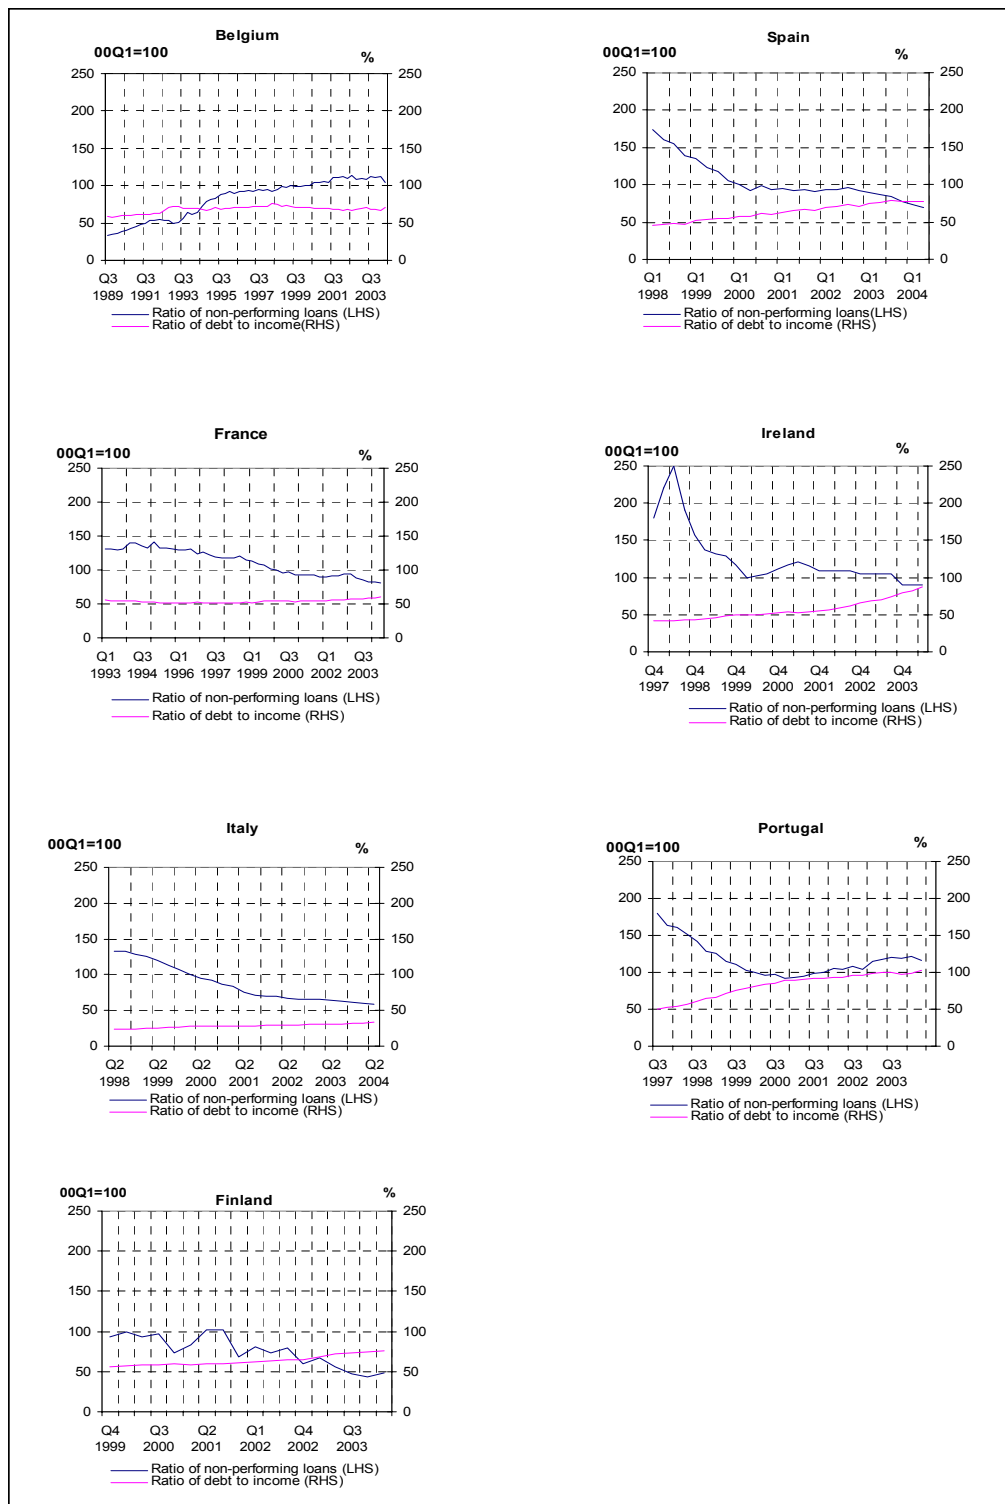 Belgium
00Q1=100 %
250 250
200 200
150 150
100 100
50 50
0 0
Q3 Q3 Q3 Q3 Q3 Q3 Q3 Q3
1989 1991 1993 1995 1997 1999 2001 2003
Ratio of non-performing loans (LHS)
Ratio of debt to income(RHS)
Spain
00Q1=100 %
250 250
200 200
150 150
100 100
50 50
0 0
Q1 Q1 Q1 Q1 Q1 Q1 Q1
1998 1999 2000 2001 2002 2003 2004
Ratio of non-performing loans(LHS)
Ratio of debt to income (RHS)
France
00Q1=100 %
250 250
200 200
150 150
100 100
50 50
0 0
Q1 Q3 Q1 Q3 Q1 Q3 Q1 Q3
1993 1994 1996 1997 1999 2000 2002 2003
Ratio of non-performing loans (LHS)
Ratio of debt to income (RHS)
Ireland
00Q1=100 %
250 250
200 200
150 150
100 100
50 50
0 0
Q4 Q4 Q4 Q4 Q4 Q4 Q4
1997 1998 1999 2000 2001 2002 2003
Ratio of non-performing loans (LHS)
Ratio of debt to income (RHS)
Italy
00Q1=100 %
250 250
200 200
150 150
100 100
50 50
0 0
Q2 Q2 Q2 Q2 Q2 Q2 Q2
1998 1999 2000 2001 2002 2003 2004
Ratio of non-performing loans (LHS)
Ratio of debt to income (RHS)
Portugal
00Q1=100 %
250 250
200 200
150 150
100 100
50 50
0 0
Q3 Q3 Q3 Q3 Q3 Q3 Q3
1997 1998 1999 2000 2001 2002 2003
Ratio of non-performing loans (LHS)
Ratio of debt to income (RHS)
Finland
00Q1=100 %
250 250
200 200
150 150
100 100
50 50
0 0
Q4 Q3 Q2 Q1 Q4 Q3
1999 2000 2001 2002 2002 2003
Ratio of non-performing loans (LHS)
Ratio of debt to income (RHS)